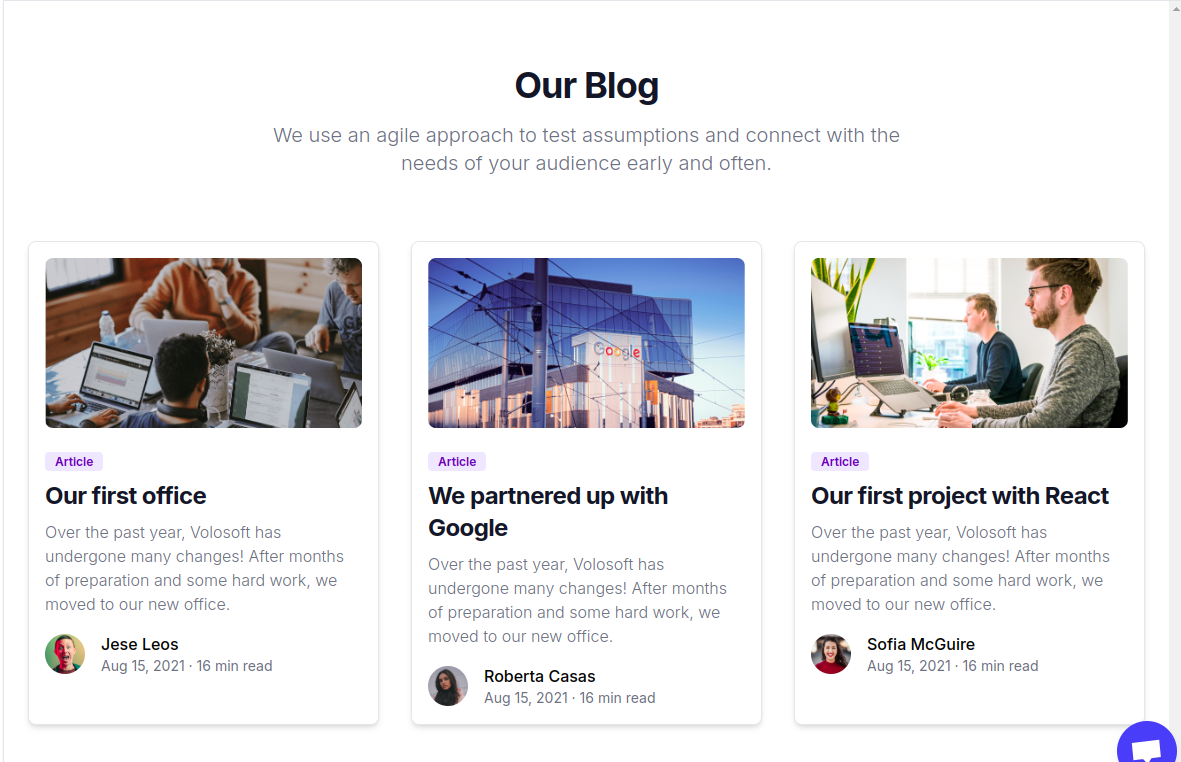 Our Blog
We use an agile approach to test assumptions and connect with the
needs of your audience early and often.
Google
Article
Our first office
Over the past year, Volosoft has
undergone many changes! After months
of preparation and some hard work, we
moved to our new office.
Jese Leos
Aug 15, 2021 · 16 min read
Article
We partnered up with
Google
Over the past year, Volosoft has
undergone many changes! After months
of preparation and some hard work, we
moved to our new office.
Roberta Casas
Aug 15, 2021 · 16 min read
Article
Our first project with React
Over the past year, Volosoft has
undergone many changes! After months
of preparation and some hard work, we
moved to our new office.
Sofia McGuire
Aug 15, 2021 · 16 min read